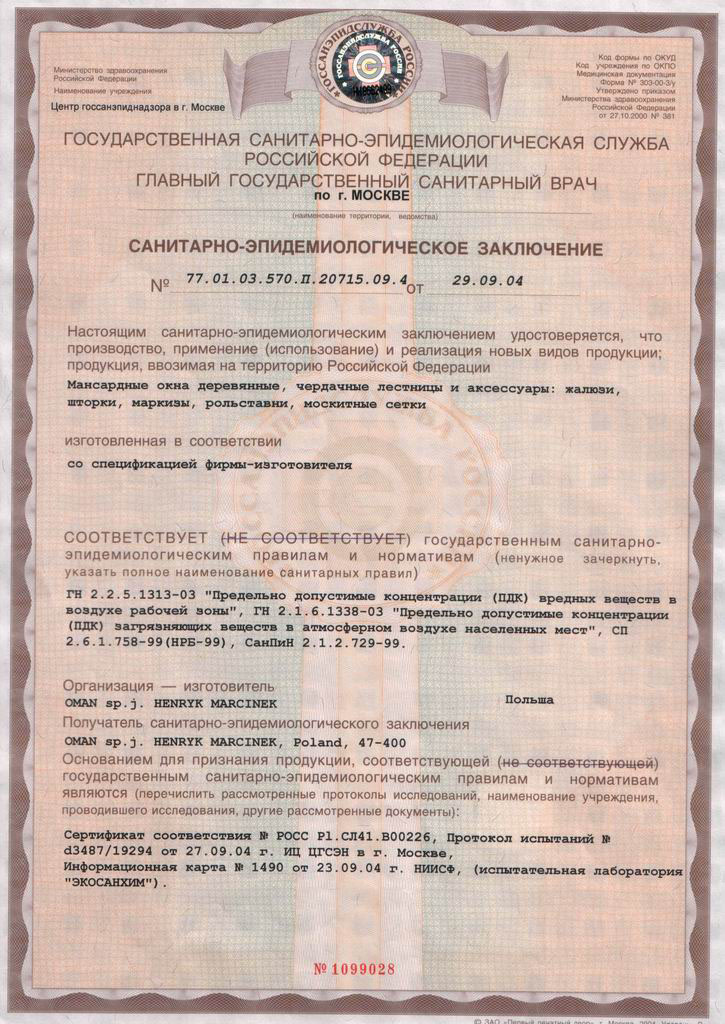 ГОССАНЭПИДСЛУЖБА РОССИИ
ГОССАНЭПИДСЛУЖБА РОССИИ
Министерство здравоохранения
Российской Федерации
Наименование учреждения
Центр госсанэпиднадзора в г. Москве
Код формы по ОКУД
Код учреждения по ОКПО
Медицинская документация
Форма № 303-00-3/у
Утверждено приказом
Министерства здравоохранения
Российской Федерации
от 27.10.2000 № 381
ГОСУДАРСТВЕННАЯ САНИТАРНО-ЭПИДЕМИОЛОГИЧЕСКАЯ СЛУЖБА
РОССИЙСКОЙ ФЕДЕРАЦИИ
ГЛАВНЫЙ ГОСУДАРСТВЕННЫЙ САНИТАРНЫЙ ВРАЧ
по г. МОСКВЕ
(наименование территории, ведомства)
САНИТАРНО-ЭПИДЕМИОЛОГИЧЕСКОЕ ЗАКЛЮЧЕНИЕ
№ 77.01.03.570.П.20715.09.4 от 29.09.04
Настоящим санитарно-эпидемиологическим заключением удостоверяется, что
производство, применение (использование) и реализация новых видов продукции;
продукция, ввозимая на территорию Российской Федерации
Мансардные окна деревянные, чердачные лестницы и аксессуары: жалюзи,
шторки, маркизы, рольставни, москитные сетки
изготовленная в соответствии
со спецификацией фирмы-изготовителя
СООТВЕТСТВУЕТ (НЕ СООТВЕТСТВУЕТ) государственным санитарно-
эпидемиологическим правилам и нормативам (ненужное зачеркнуть,
указать полное наименование санитарных правил)
ГН 2.2.5.1313-03 "Предельно допустимые концентрации (ПДК) вредных веществ в
воздухе рабочей зоны", ГН 2.1.6.1338-03 "Предельно допустимые концентрации
(ПДК) загрязняющих веществ в атмосферном воздухе населенных мест", СП
2.6.1.758-99(НРБ-99), СанПиН 2.1.2.729-99.
Организация — изготовитель
OMAN sp.j. HENRYK MARCINEK Польша
Получатель санитарно-эпидемиологического заключения
OMAN sp.j. HENRYK MARCINEK, Poland, 47-400
Основанием для признания продукции, соответствующей (не соответствующей)
государственным санитарно-эпидемиологическим правилам и нормативам
являются (перечислить рассмотренные протоколы исследований, наименование учреждения,
проводившего исследования, другие рассмотренные документы):
Сертификат соответствия № РОСС Pl.СЛ41.В00226, Протокол испытаний №
d3487/19294 от 27.09.04 г. ИЦ ЦГСЭН в г. Москве,
Информационная карта № 1490 от 23.09.04 г. НИИСФ, (испытательная лаборатория
"ЭКОСАНХИМ").
№ 1099028
© ЗАО «Первый печатный двор», г. Москва, 2004